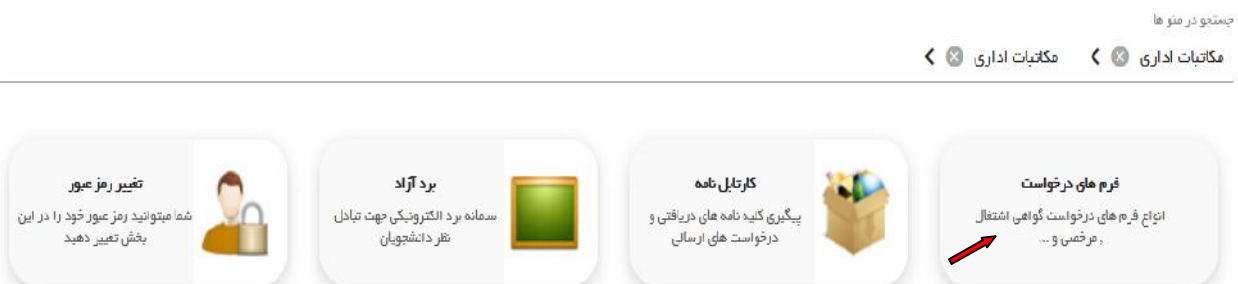 جستجو در منو ها
مکاتبات اداری
مکاتبات اداری
فرم های درخواست
انواع فرم های درخواست گواهی اشتغال
, مرخصی و ...
کارتابل نامه
پیگیری کلیه نامه های دریافتی و
درخواست های ارسالی
برد آزاد
سمانه برد الکترونیکی جهت تبادل
نظر دانشجویان
تغییر رمز عبور
شما میتوانید رمز عبور خود را در این
بخش تغییر دهید